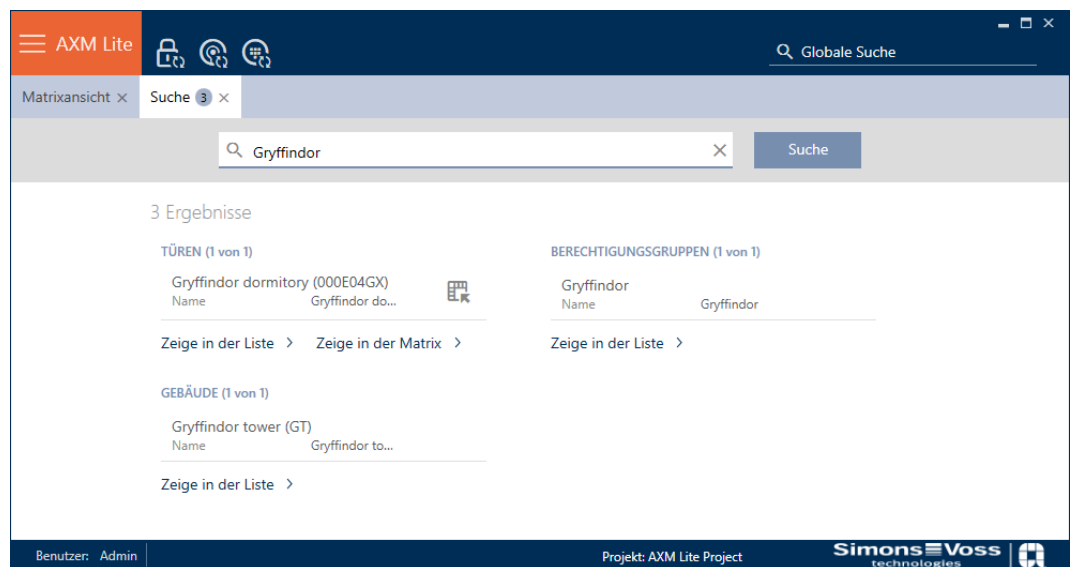 AXM Lite
Globale Suche
Matrixansicht
Suche 3
Gryffindor
Suche
3 Ergebnisse
TÜREN (1 von 1)
Gryffindor dormitory (000E04GX)
Name Gryffindor do...
Zeige in der Liste Zeige in der Matrix
BERECHTIGUNGSGRUPPEN (1 von 1)
Gryffindor
Name Gryffindor
Zeige in der Liste
GEBÄUDE (1 von 1)
Gryffindor tower (GT)
Name Gryffindor to...
Zeige in der Liste
Benutzer: Admin
Projekt: AXM Lite Project
Simons Voss
technologies